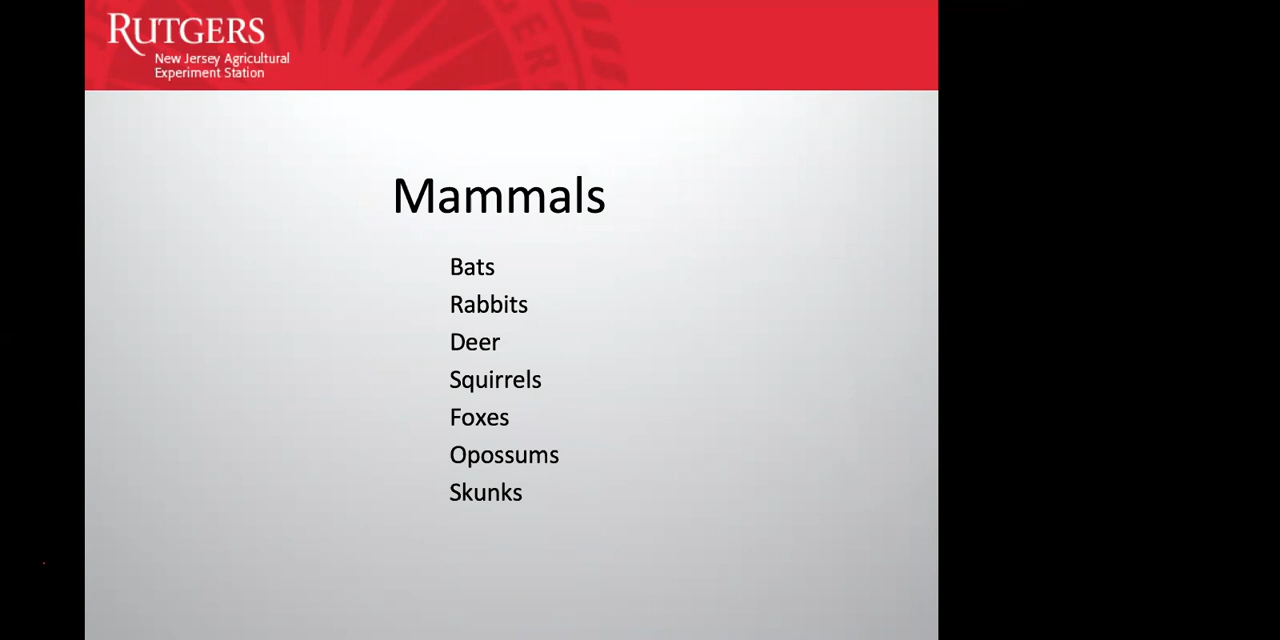 RUTGERS
New Jersey Agricultural
Experiment Station
Mammals
Bats
Rabbits
Deer
Squirrels
Foxes
Opossums
Skunks